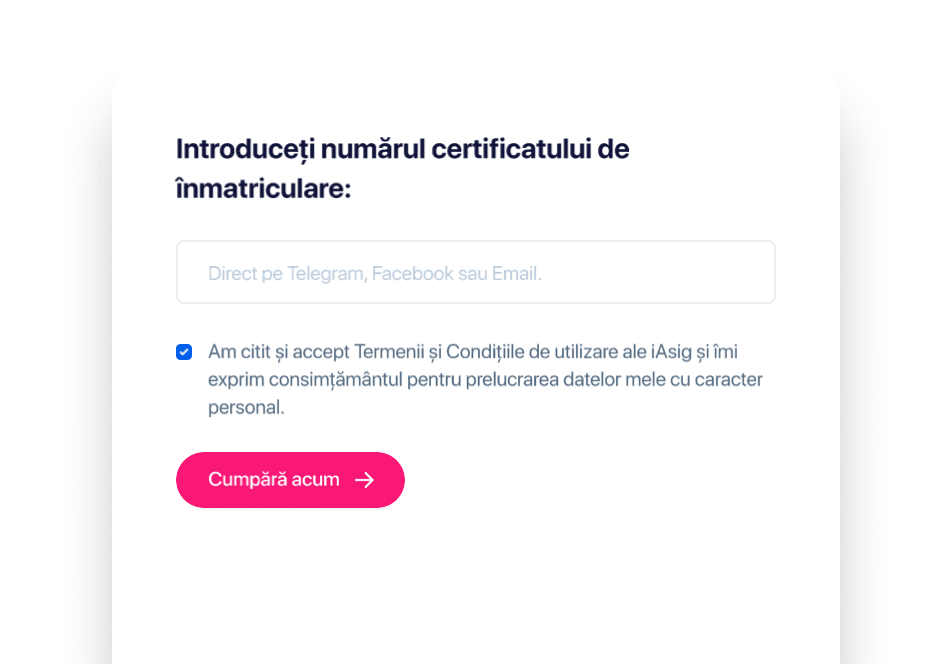 Introduceți numărul certificatului de
înmatriculare:
Direct pe Telegram, Facebook sau Email.
Am citit și accept Termenii și Condițiile de utilizare ale iAsig și îmi
exprim consimțământul pentru prelucrarea datelor mele cu caracter
personal.
Cumpără acum